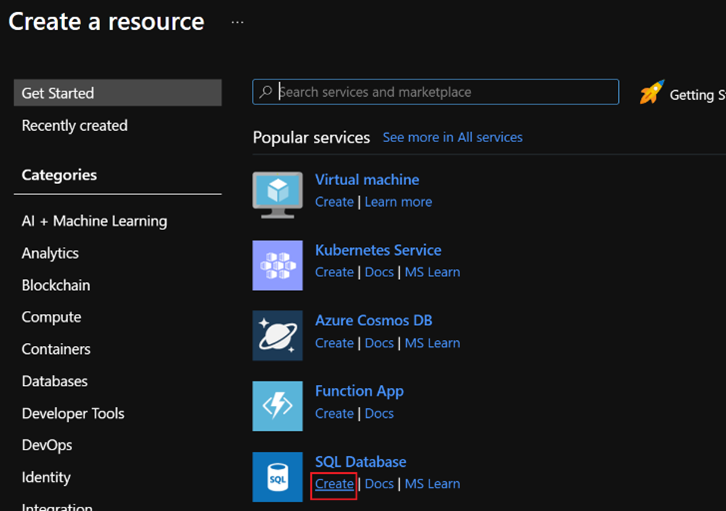 Create a resource ...
Get Started
Recently created
Categories
AI + Machine Learning
Analytics
Blockchain
Compute
Containers
Databases
Developer Tools
DevOps
Identity
Integration
Search services and marketplace
Getting S
Popular services See more in All services
Virtual machine
Create | Learn more
Kubernetes Service
Create | Docs | MS Learn
Azure Cosmos DB
Create | Docs | MS Learn
Function App
Create | Docs
SQL
SQL Database
Create | Docs | MS Learn